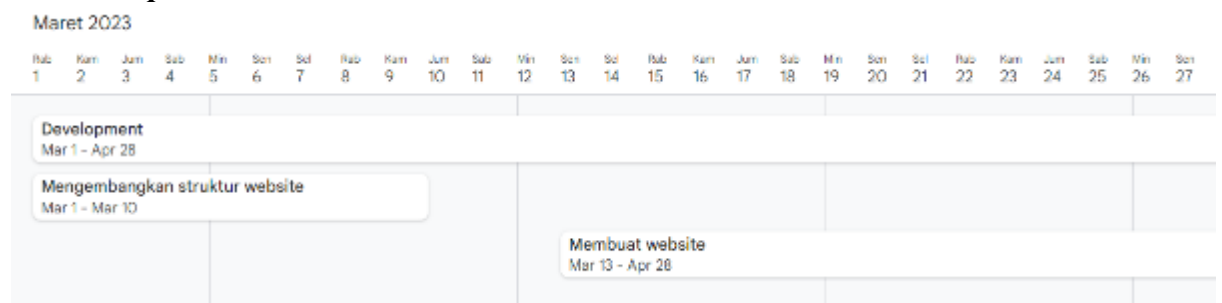 Maret 2023
Rab Kam Jum Sab Min Sen Sel Rab Kam Jum Sab Min Sen Sel Rab Kam Jum Sab Min Sen Sel Rab Kam Jum Sab Min Sen
1 2 3 4 5 6 7 8 9 10 11 12 13 14 15 16 17 18 19 20 21 22 23 24 25 26 27
Development
Mar 1 - Apr 28
Mengembangkan struktur website
Mar 1 - Mar 10
Membuat website
Mar 13 - Apr 28